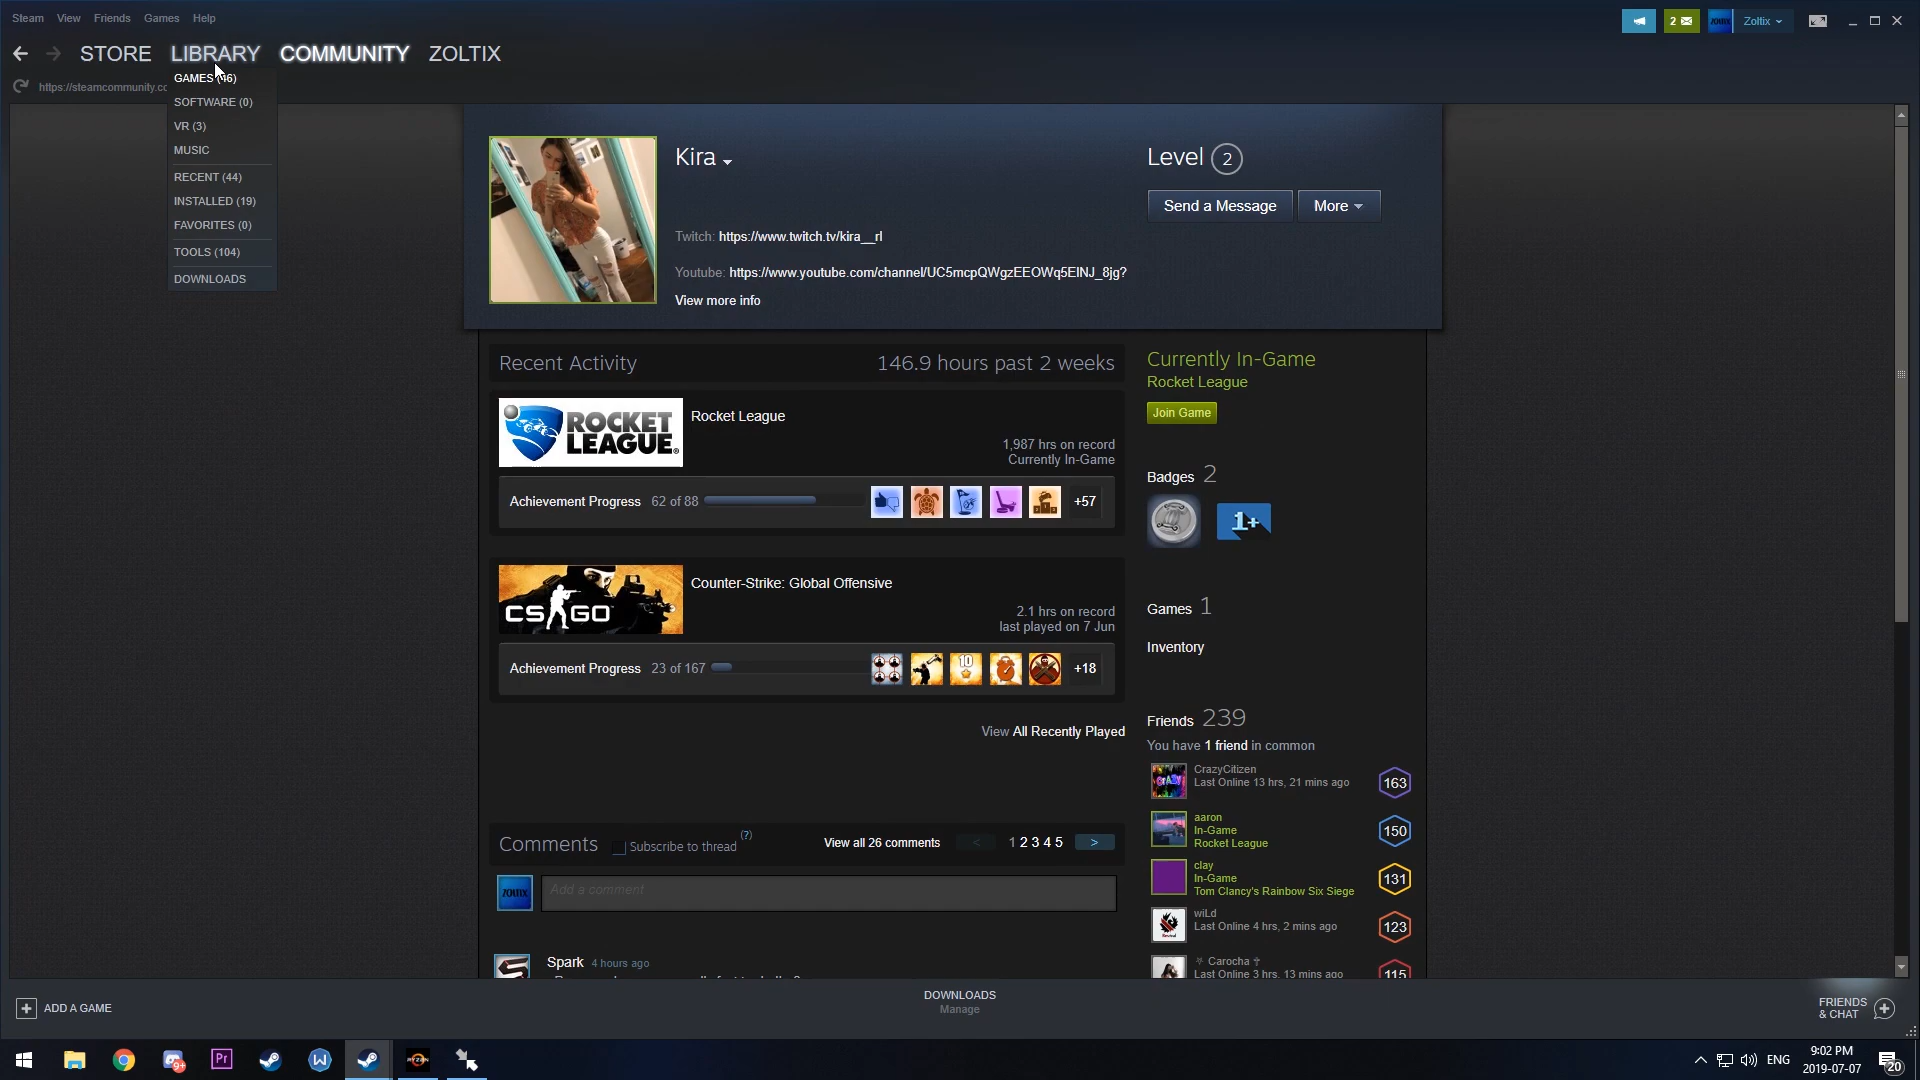 Steam View Friends Games Help
2
ZOLTIX
Zoltix
STORE LIBRARY COMMUNITY ZOLTIX
https://steamcommunity.co
GAMES
SOFTWARE (0)
VR (3)
MUSIC
RECENT (44)
INSTALLED (19)
FAVORITES (0)
TOOLS (104)
DOWNLOADS
Kira
Twitch: https://www.twitch.tv/kira__rl
Youtube: https://www.youtube.com/channel/UC5mcpQWgzEEOWq5EINJ_8jg?
View more info
Level 2
Send a Message
More
Recent Activity
146.9 hours past 2 weeks
ROCKET
LEAGUE.
Rocket League
1,987 hrs on record
Currently In-Game
Achievement Progress 62 of 88
+57
CS GO
Counter-Strike: Global Offensive
2.1 hrs on record
last played on 7 Jun
Achievement Progress 23 of 167
10
+18
View All Recently Played
Comments
Subscribe to thread
(?)
View all 26 comments
< 1 2 3 4 5 >
ZOLTIX
Add a comment
Spark 4 hours ago
Currently In-Game
Rocket League
Join Game
Badges 2
1+
Games 1
Inventory
Friends 239
You have 1 friend in common
CRAZY
CrazyCitizen
Last Online 13 hrs, 21 mins ago
163
aaron
In-Game
Rocket League
150
clay
In-Game
Tom Clancy's Rainbow Six Siege
131
wiLd
Last Online 4 hrs, 2 mins ago
123
Carocha
Last Online 3 hrs, 13 mins ago
115
ADD A GAME
DOWNLOADS
Manage
FRIENDS
& CHAT
9+
Pr
W
RYZEN
ENG
9:02 PM
2019-07-07
20